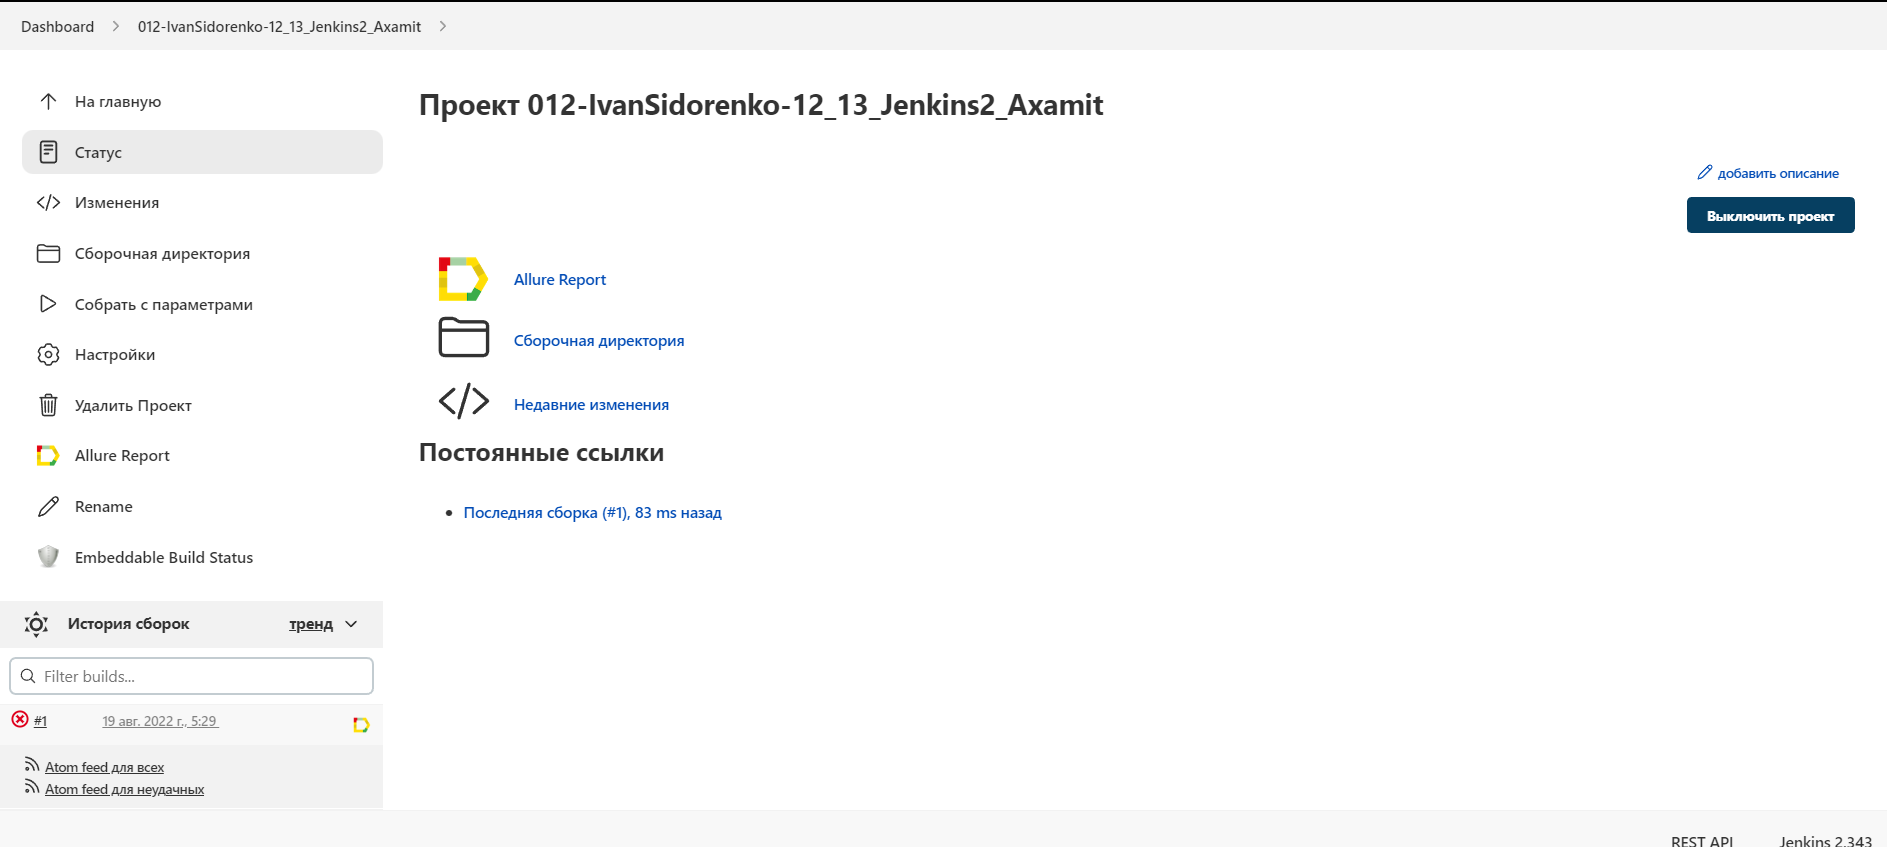 Dashboard 012-IvanSidorenko-12_13_Jenkins2_Axamit
На главную
Статус
Изменения
Сборочная директория
Собрать с параметрами
Настройки
Удалить Проект
Allure Report
Rename
Embeddable Build Status
История сборок тренд
Filter builds...
#1 19 авг. 2022 г., 5:29
Atom feed для всех
Atom feed для неудачных
Проект 012-IvanSidorenko-12_13_Jenkins2_Axamit
добавить описание
Выключить проект
Allure Report
Сборочная директория
Недавние изменения
Постоянные ссылки
• Последняя сборка (#1), 83 ms назад
REST API Jenkins 2.343